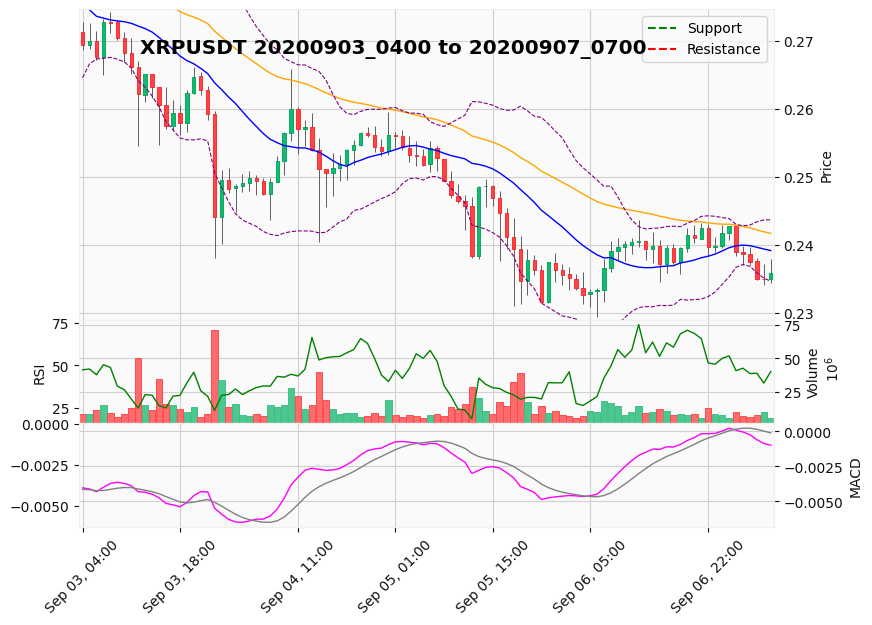 XRPUSDT 20200903_0400 to 20200907_0700
Support
Resistance
0.27
0.26
0.25
0.24
0.23
Price
75
50
25
RSI
75
50
25
Volume
10^6
0.0000
−0.0025
−0.0050
0.0000
−0.0025
−0.0050
MACD
Sep 03, 04:00
Sep 03, 18:00
Sep 04, 11:00
Sep 05, 01:00
Sep 05, 15:00
Sep 06, 05:00
Sep 06, 22:00